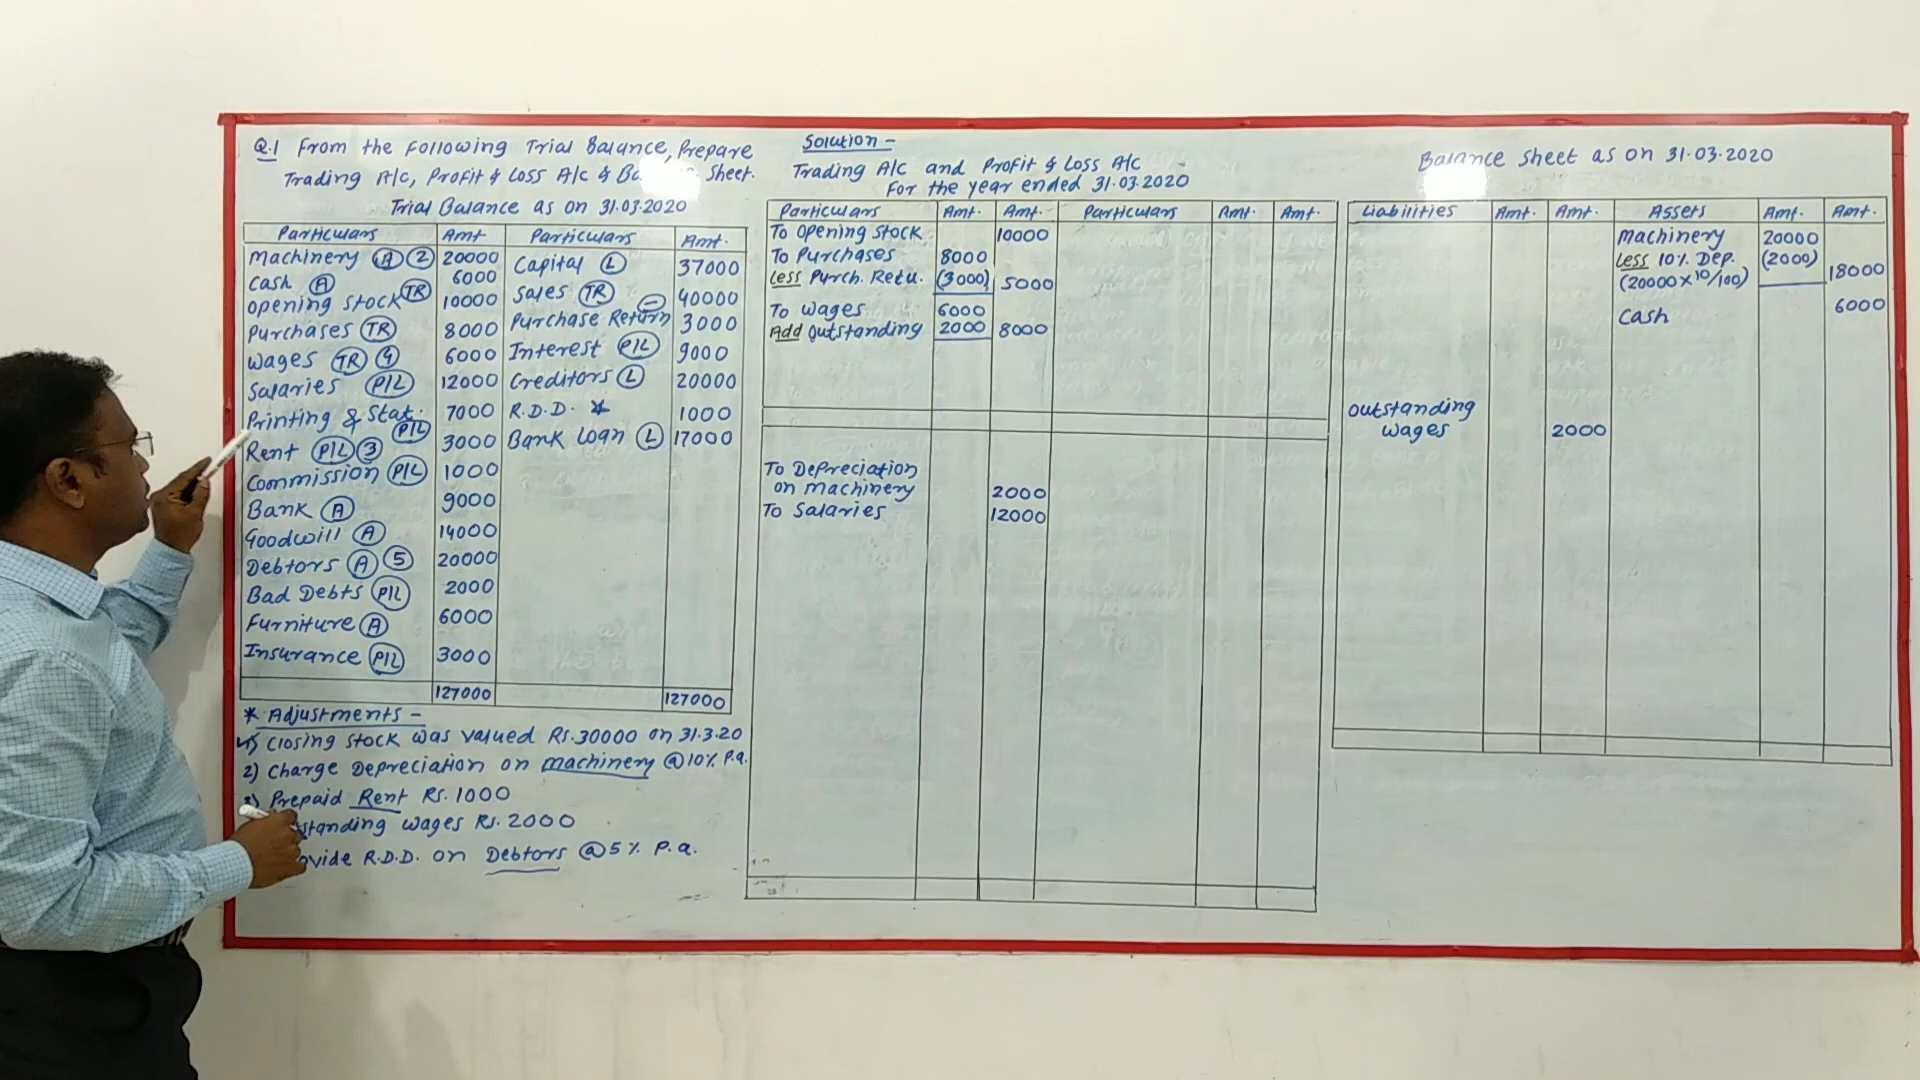 Q.1 From the Following Trial Balance, Prepare
Trading A/c, Profit & Loss A/c & Sheet.
Trial Balance as on 31.03.2020
Particulars Amt Particulars Amt.
Machinery (A) (2) 20000 Capital (L) 37000
Cash (A) 6000 Sales (TR) 40000
Opening Stock (TR) 10000 Purchase Return (-) 3000
Purchases (TR) 8000 Interest (P/L) 9000
Wages (TR) (4) 6000 Creditors (L) 20000
Salaries (P/L) 12000 R.D.D. * 1000
Printing & Stat. (P/L) 7000 Bank Loan (L) 17000
Rent (P/L) (3) 3000
Commission (P/L) 1000
Bank (A) 9000
Goodwill (A) 14000
Debtors (A) (5) 20000
Bad Debts (P/L) 2000
Furniture (A) 6000
Insurance (P/L) 3000
127000 127000
* Adjustments -
1) Closing Stock was valued Rs.30000 on 31.3.20
2) Charge Depreciation on machinery @10% P.a.
3) Prepaid Rent Rs.1000
standing wages Rs.2000
ovide R.D.D. on Debtors @5% P.a.
Solution -
Trading A/c and Profit & Loss A/c
For the year ended 31.03.2020
Particulars Amt. Amt. Particulars Amt. Amt.
To Opening Stock 10000
To Purchases 8000
Less Purch. Retu. (3000) 5000
To Wages 6000
Add Outstanding 2000 8000
To Depreciation
on machinery 2000
To Salaries 12000
Balance Sheet as on 31.03.2020
Liabilities Amt. Amt. Assets Amt. Amt.
Machinery 20000
Less 10% Dep. (2000)
(20000×10/100) 18000
Cash 6000
Outstanding
wages 2000